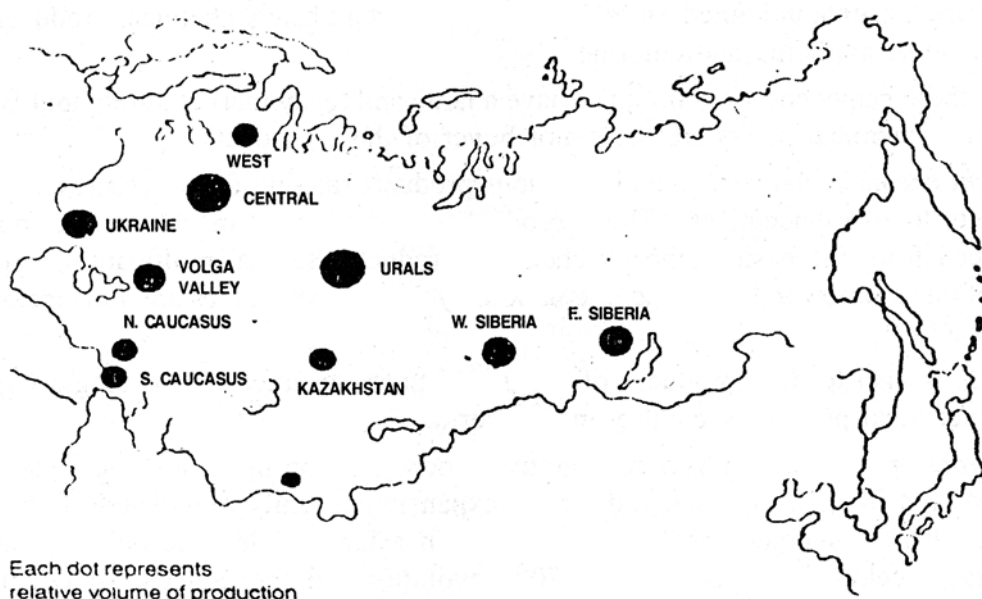 WEST
CENTRAL
UKRAINE
VOLGA
VALLEY
URALS
N. CAUCASUS
W. SIBERIA
E. SIBERIA
S. CAUCASUS
KAZAKHSTAN
Each dot represents
relative volume of production